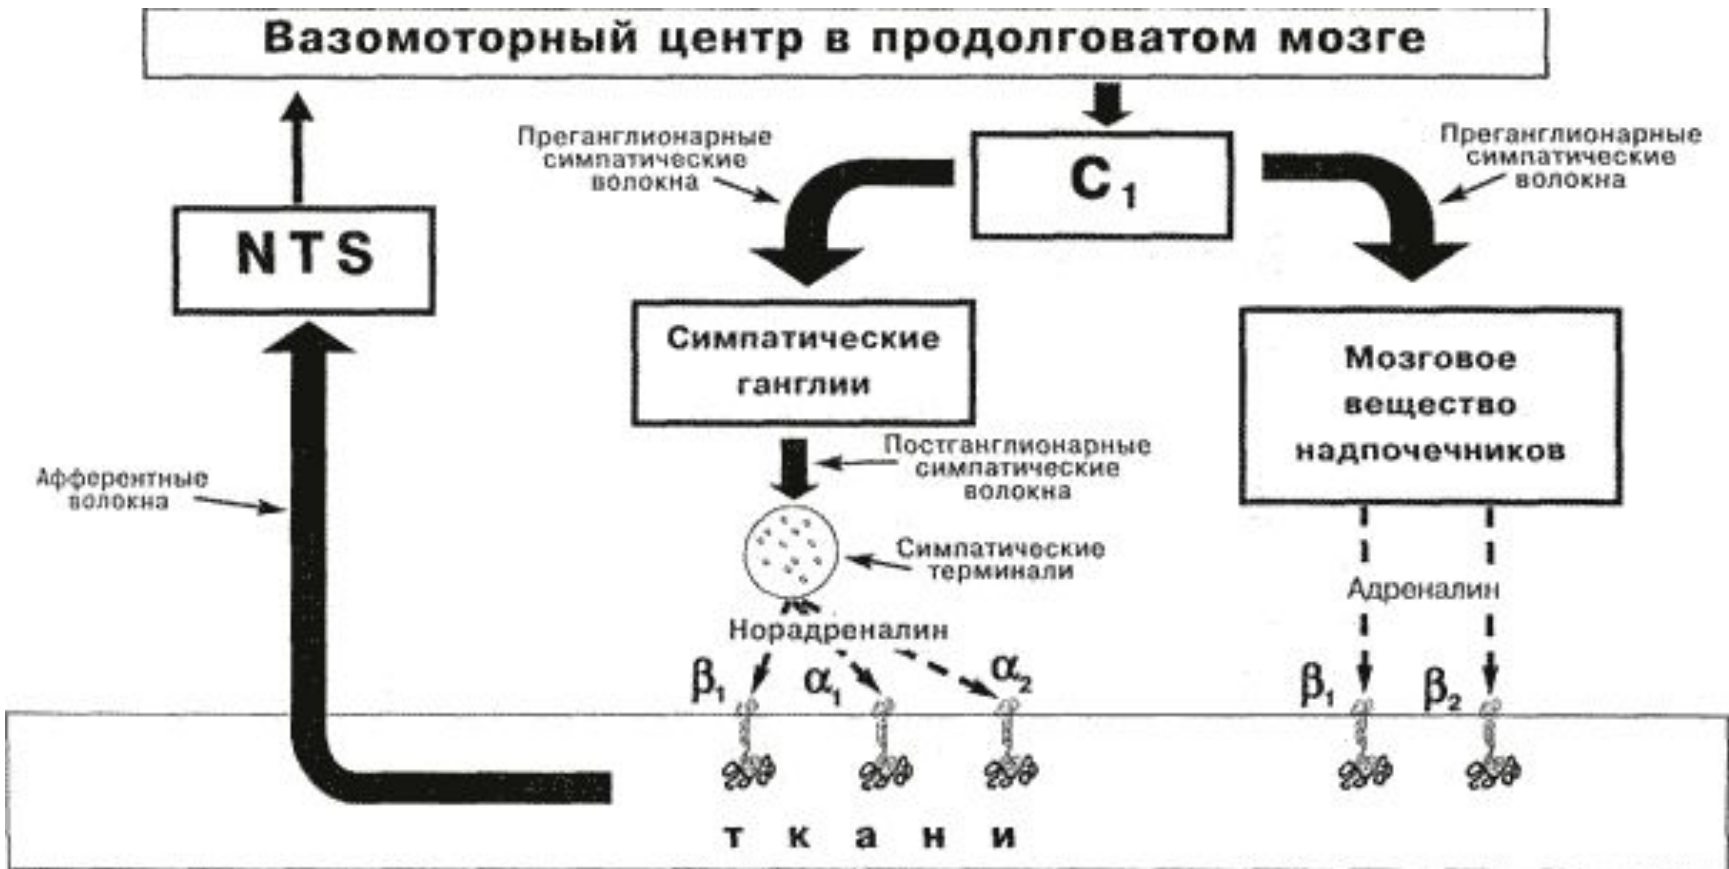 Вазомоторный центр в продолговатом мозге
Преганглионарные
симпатические
волокна
C₁
Преганглионарные
симпатические
волокна
NTS
Симпатические
ганглии
Мозговое
вещество
надпочечников
Афферентные
волокна
Постганглионарные
симпатические
волокна
Симпатические
терминали
Адреналин
Норадреналин
β₁ α₁ α₂ β₁ β₂
ткани